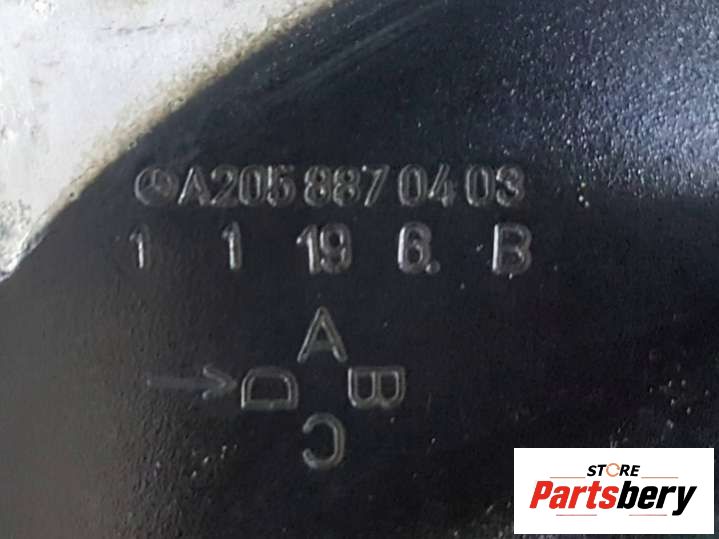 A205 887 04 03
1 1 19 6. B
A
D B
C
STORE
Partsbery